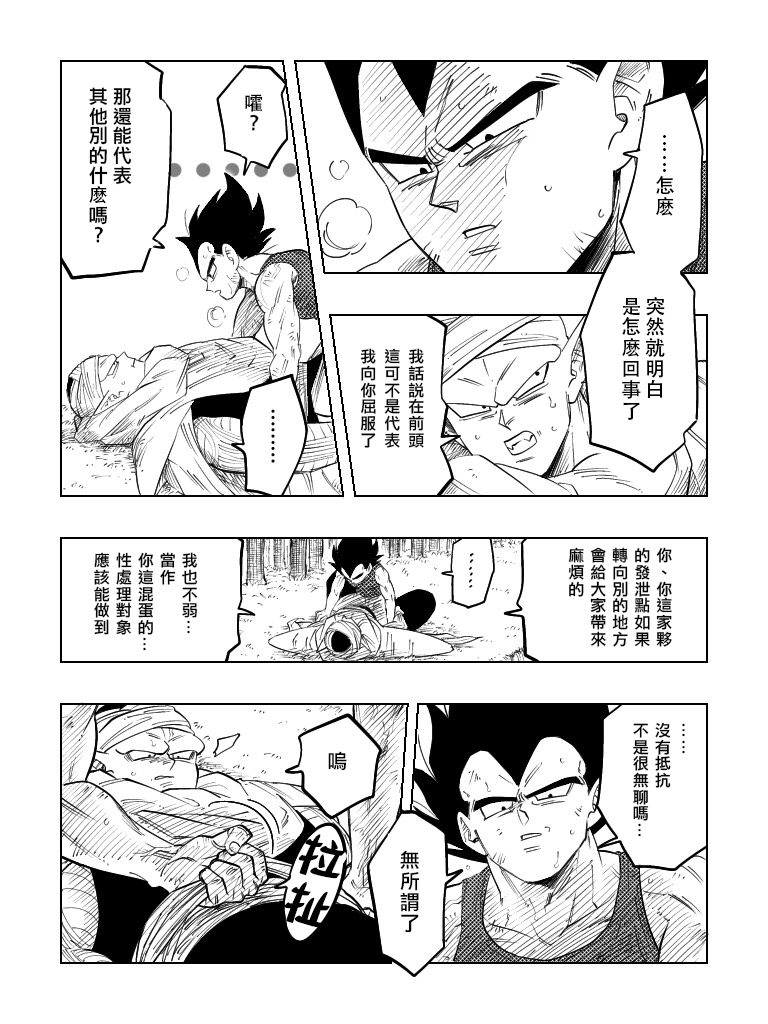 ……怎麽
突然就明白
是怎麽回事了
我話説在前頭
這可不是代表
我向你屈服了
嚯？
那還能代表
其他別的什麽嗎？
………
你、你這家夥
的發泄點如果
轉向別的地方
會給大家帶來
麻煩的
……
我也不弱…
當作
你這混蛋的…
性處理對象
應該能做到
……
沒有抵抗
不是很無聊嗎…
無所謂了
嗚
拉扯